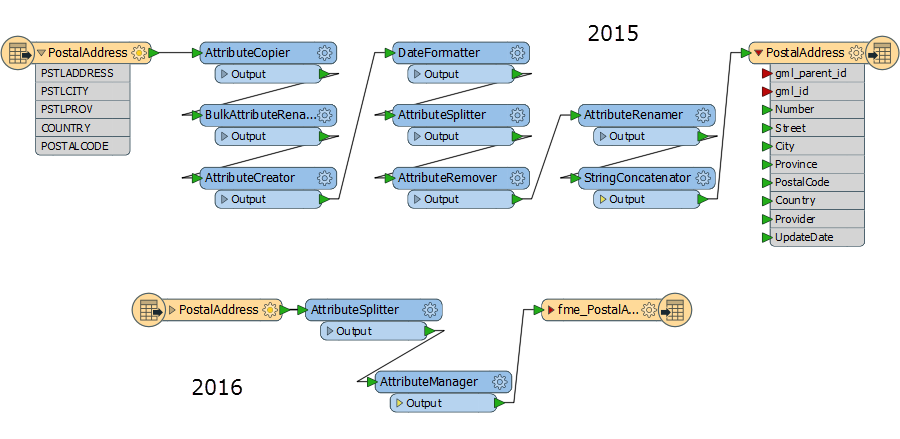 2015
PostalAddress
PSTLADDRESS
PSTLCITY
PSTLPROV
COUNTRY
POSTALCODE
AttributeCopier
Output
BulkAttributeRena...
Output
AttributeCreator
Output
DateFormatter
Output
AttributeSplitter
Output
AttributeRemover
Output
AttributeRenamer
Output
StringConcatenator
Output
PostalAddress
gml_parent_id
gml_id
Number
Street
City
Province
PostalCode
Country
Provider
UpdateDate
PostalAddress
AttributeSplitter
Output
AttributeManager
Output
fme_PostalA...
2016